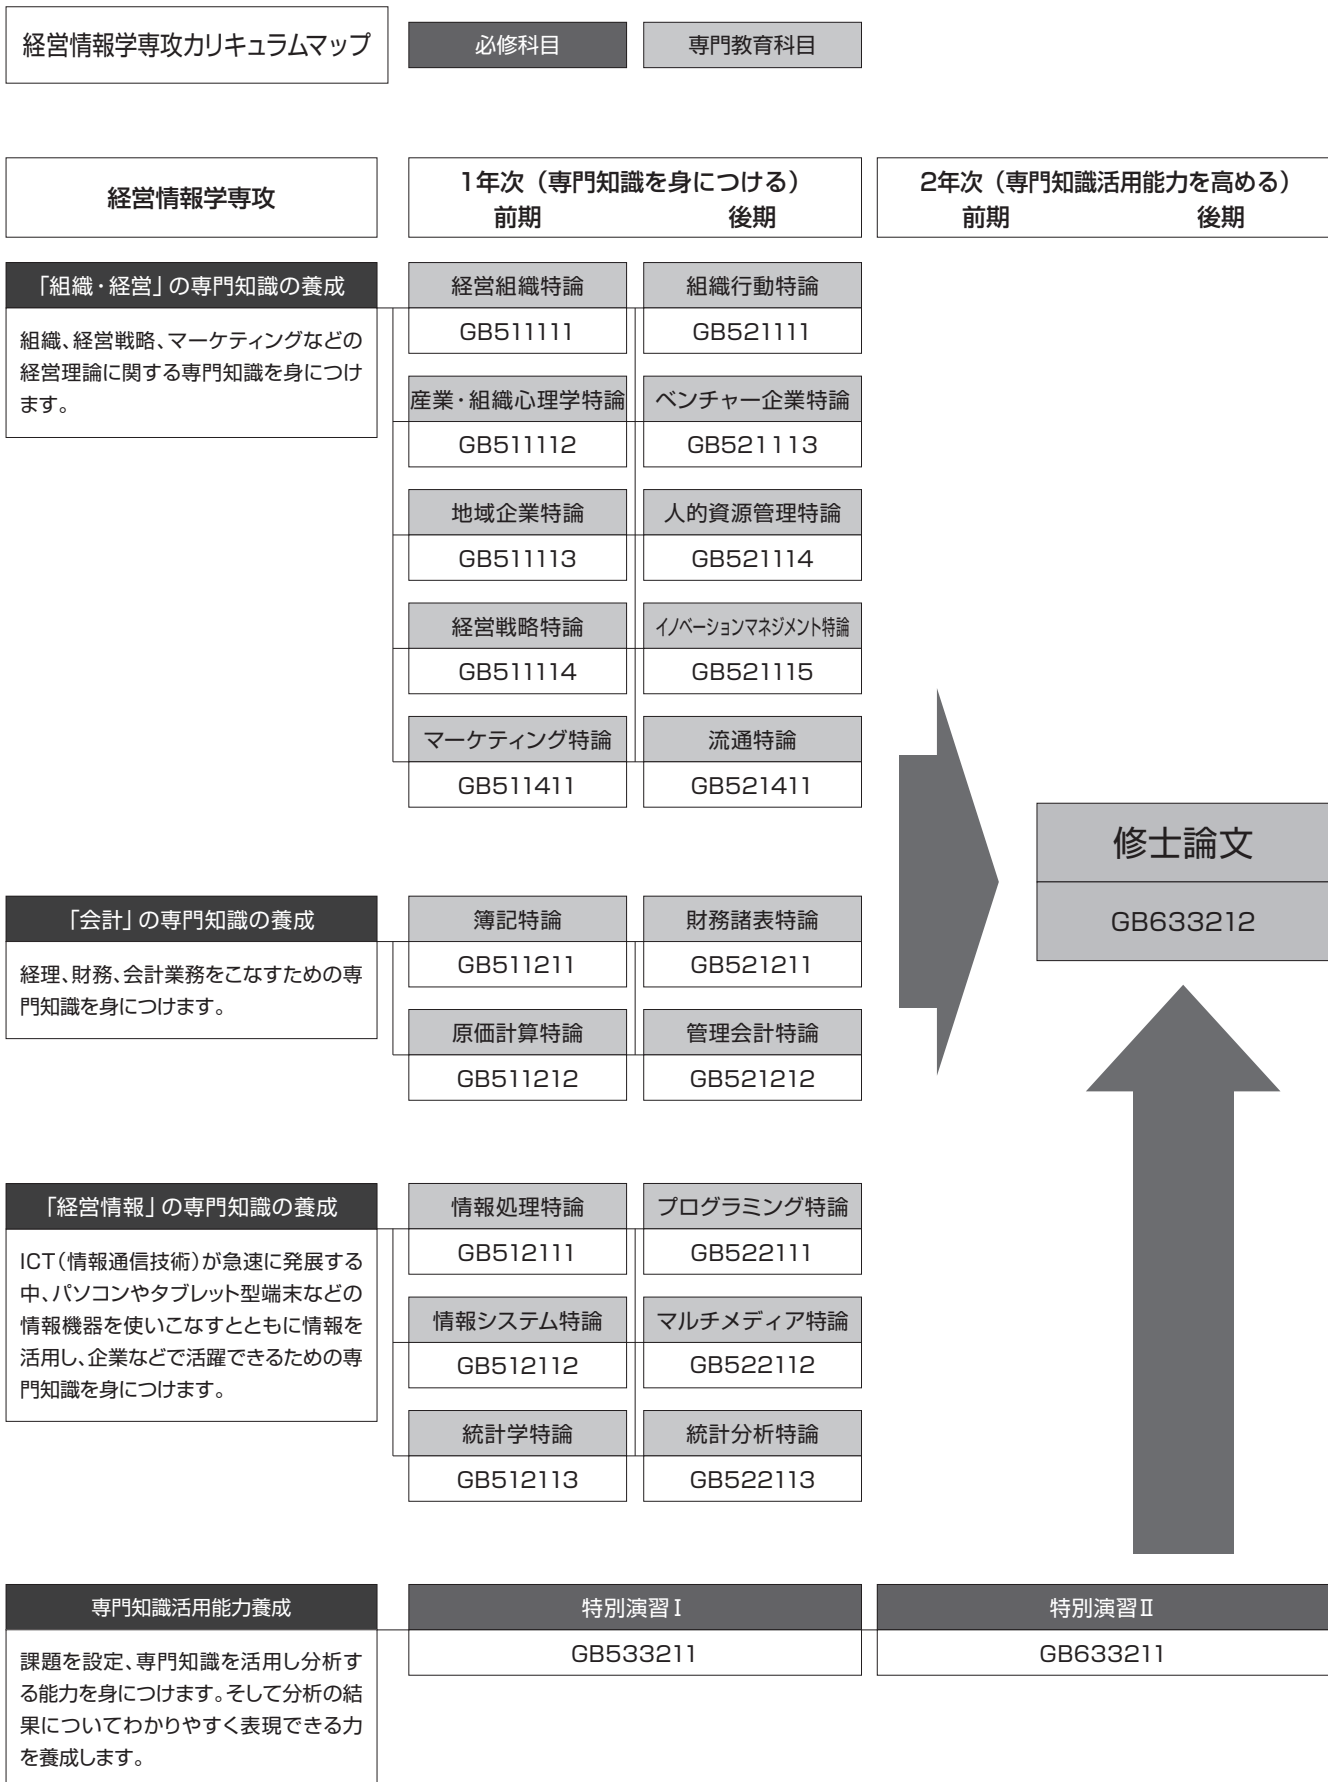 経営情報学専攻カリキュラムマップ
必修科目
専門教育科目
経営情報学専攻
1年次（専門知識を身につける）
前期 後期
2年次（専門知識活用能力を高める）
前期 後期
「組織・経営」の専門知識の養成
組織、経営戦略、マーケティングなどの
経営理論に関する専門知識を身につけ
ます。
経営組織特論
GB511111
組織行動特論
GB521111
産業・組織心理学特論
GB511112
ベンチャー企業特論
GB521113
地域企業特論
GB511113
人的資源管理特論
GB521114
経営戦略特論
GB511114
イノベーションマネジメント特論
GB521115
マーケティング特論
GB511411
流通特論
GB521411
修士論文
GB633212
「会計」の専門知識の養成
経理、財務、会計業務をこなすための専
門知識を身につけます。
簿記特論
GB511211
財務諸表特論
GB521211
原価計算特論
GB511212
管理会計特論
GB521212
「経営情報」の専門知識の養成
ICT（情報通信技術）が急速に発展する
中、パソコンやタブレット型端末などの
情報機器を使いこなすとともに情報を
活用し、企業などで活躍できるための専
門知識を身につけます。
情報処理特論
GB512111
プログラミング特論
GB522111
情報システム特論
GB512112
マルチメディア特論
GB522112
統計学特論
GB512113
統計分析特論
GB522113
専門知識活用能力養成
課題を設定、専門知識を活用し分析す
る能力を身につけます。そして分析の結
果についてわかりやすく表現できる力
を養成します。
特別演習Ⅰ
GB533211
特別演習Ⅱ
GB633211